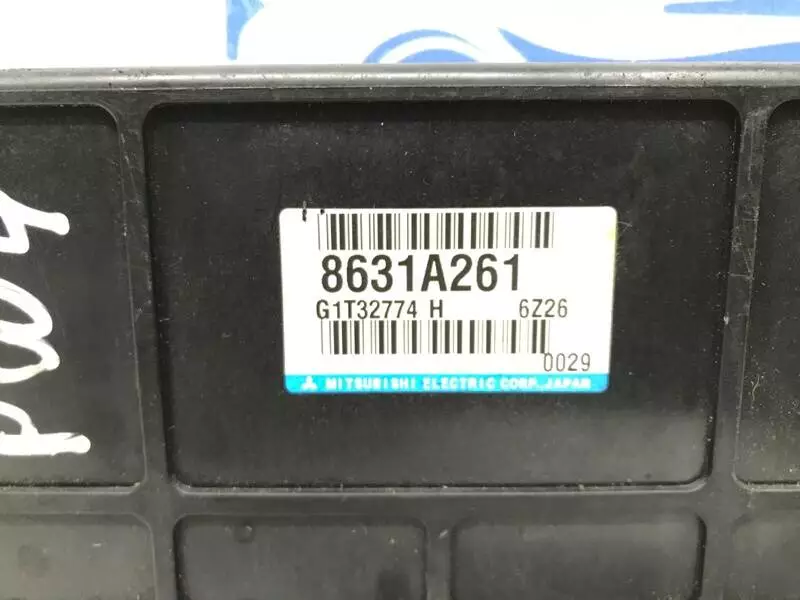 8631A261
G1T32774 H 6Z26
0029
MITSUBISHI ELECTRIC CORP., JAPAN